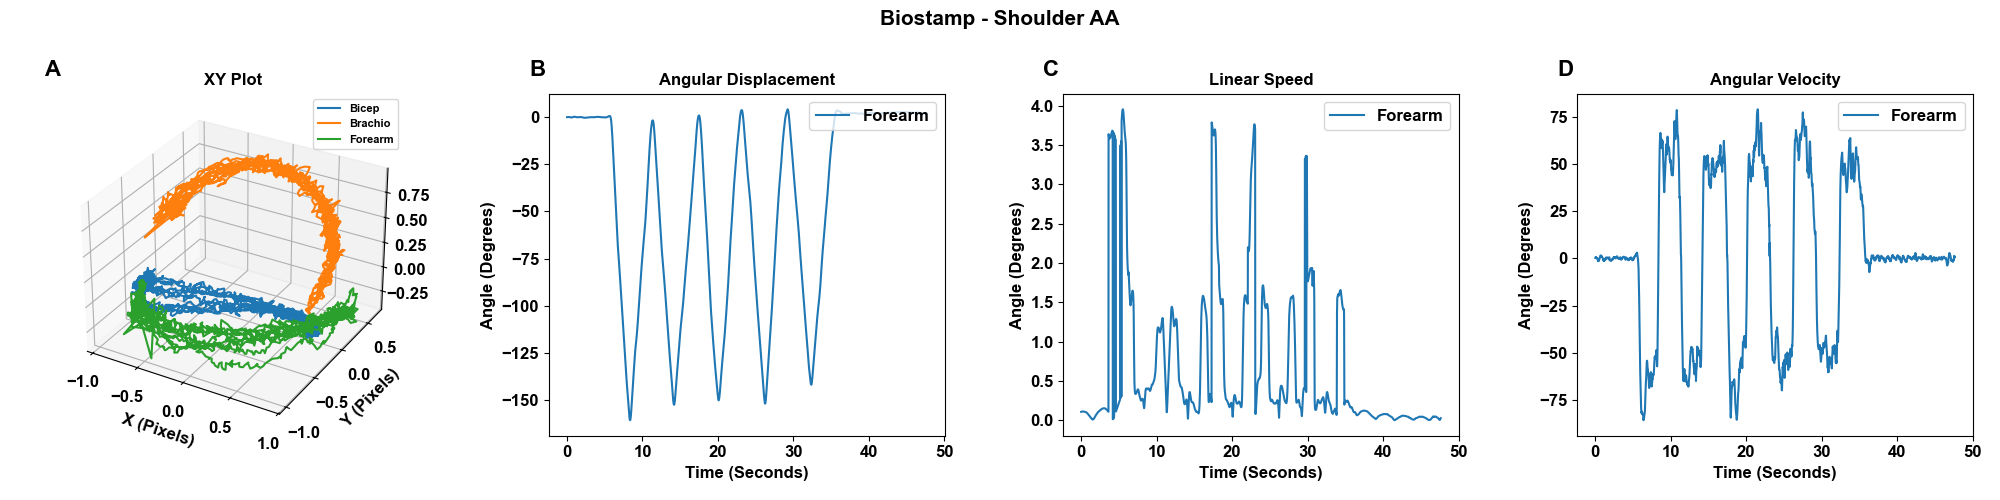 Biostamp - Shoulder AA
A
XY Plot
Bicep
Brachio
Forearm
0.75
0.50
0.25
0.00
−0.25
−1.0
−0.5
0.0
0.5
1.0
X (Pixels)
−1.0
−0.5
0.0
0.5
Y (Pixels)
B
Angular Displacement
Forearm
0
−25
−50
−75
−100
−125
−150
Angle (Degrees)
0 10 20 30 40 50
Time (Seconds)
C
Linear Speed
Forearm
4.0
3.5
3.0
2.5
2.0
1.5
1.0
0.5
0.0
Angle (Degrees)
0 10 20 30 40 50
Time (Seconds)
D
Angular Velocity
Forearm
75
50
25
0
−25
−50
−75
Angle (Degrees)
0 10 20 30 40 50
Time (Seconds)